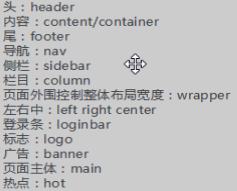 头：header
内容：content/container
尾：footer
导航：nav
侧栏：sidebar
栏目：column
页面外围控制整体布局宽度：wrapper
左右中：left right center
登录条：loginbar
标志：logo
广告：banner
页面主体：main
热点：hot